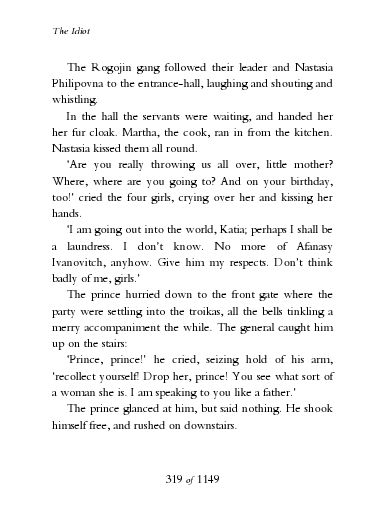 The Idiot
The Rogojin gang followed their leader and Nastasia
Philipovna to the entrance-hall, laughing and shouting and
whistling.
In the hall the servants were waiting, and handed her
her fur cloak. Martha, the cook, ran in from the kitchen.
Nastasia kissed them all round.
‘Are you really throwing us all over, little mother?
Where, where are you going to? And on your birthday,
too!’ cried the four girls, crying over her and kissing her
hands.
‘I am going out into the world, Katia; perhaps I shall be
a laundress. I don’t know. No more of Afanasy
Ivanovitch, anyhow. Give him my respects. Don’t think
badly of me, girls.’
The prince hurried down to the front gate where the
party were settling into the troikas, all the bells tinkling a
merry accompaniment the while. The general caught him
up on the stairs:
‘Prince, prince!’ he cried, seizing hold of his arm,
‘recollect yourself! Drop her, prince! You see what sort of
a woman she is. I am speaking to you like a father.’
The prince glanced at him, but said nothing. He shook
himself free, and rushed on downstairs.
319 of 1149